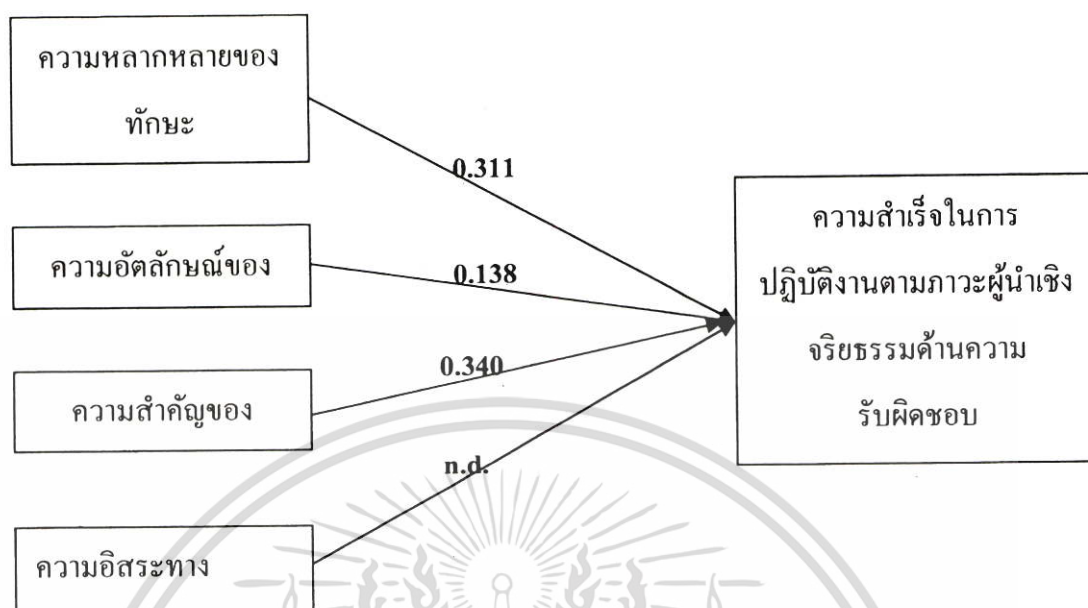 ความหลากหลายของ
ทักษะ
0.311
ความอัตลักษณ์ของ
0.138
0.340
ความสำคัญของ
n.d.
ความอิสระทาง
ความสำเร็จในการ
ปฏิบัติงานตามภาวะผู้นำเชิง
จริยธรรมด้านความ
รับผิดชอบ